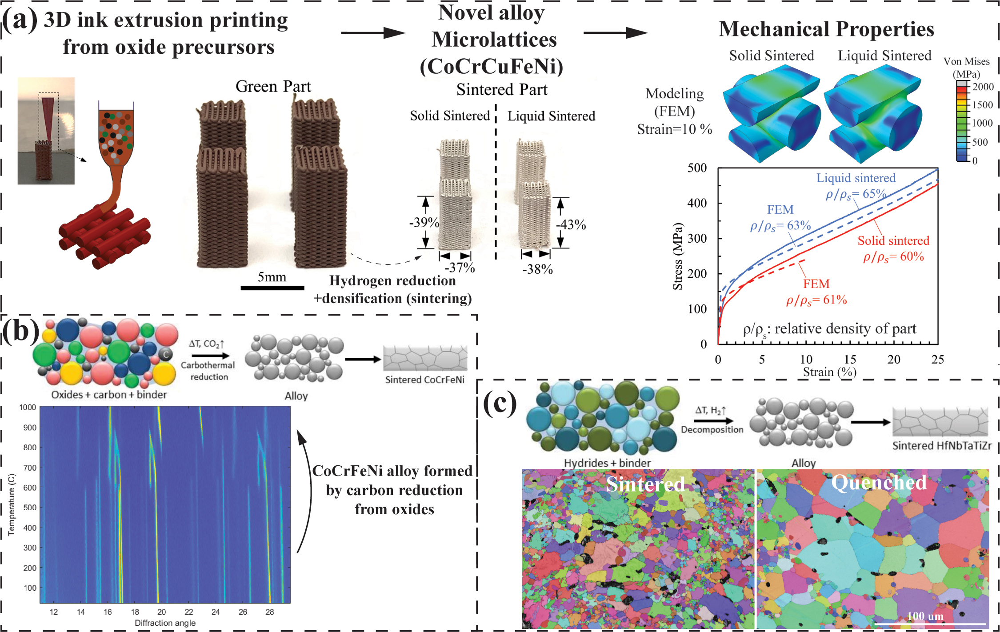 (a)
3D ink extrusion printing
from oxide precursors
Novel alloy
Microlattices
(CoCrCuFeNi)
Mechanical Properties
Green Part
Sintered Part
Solid Sintered
Liquid Sintered
-39%
-37%
-43%
-38%
5mm
Hydrogen reduction
+densification (sintering)
Solid Sintered
Liquid Sintered
Von Mises
(MPa)
2000
1500
1000
500
0
Modeling
(FEM)
Strain=10 %
500
400
300
200
100
0
Stress (MPa)
Liquid sintered
ρ/ρs= 65%
FEM
ρ/ρs= 63%
Solid sintered
ρ/ρs= 60%
FEM
ρ/ρs= 61%
ρ/ρs: relative density of part
0 5 10 15 20 25
Strain (%)
(b)
C
ΔT, CO₂↑
Carbothermal
reduction
Oxides + carbon + binder
Alloy
Sintered CoCrFeNi
1000
900
800
700
600
500
400
300
200
100
Temperature (C)
12 14 16 18 20 22 24 26 28
Diffraction angle
CoCrFeNi alloy formed
by carbon reduction
from oxides
(c)
ΔT, H₂↑
Decomposition
Hydrides + binder
Alloy
Sintered HfNbTaTiZr
Sintered
Quenched
100 um